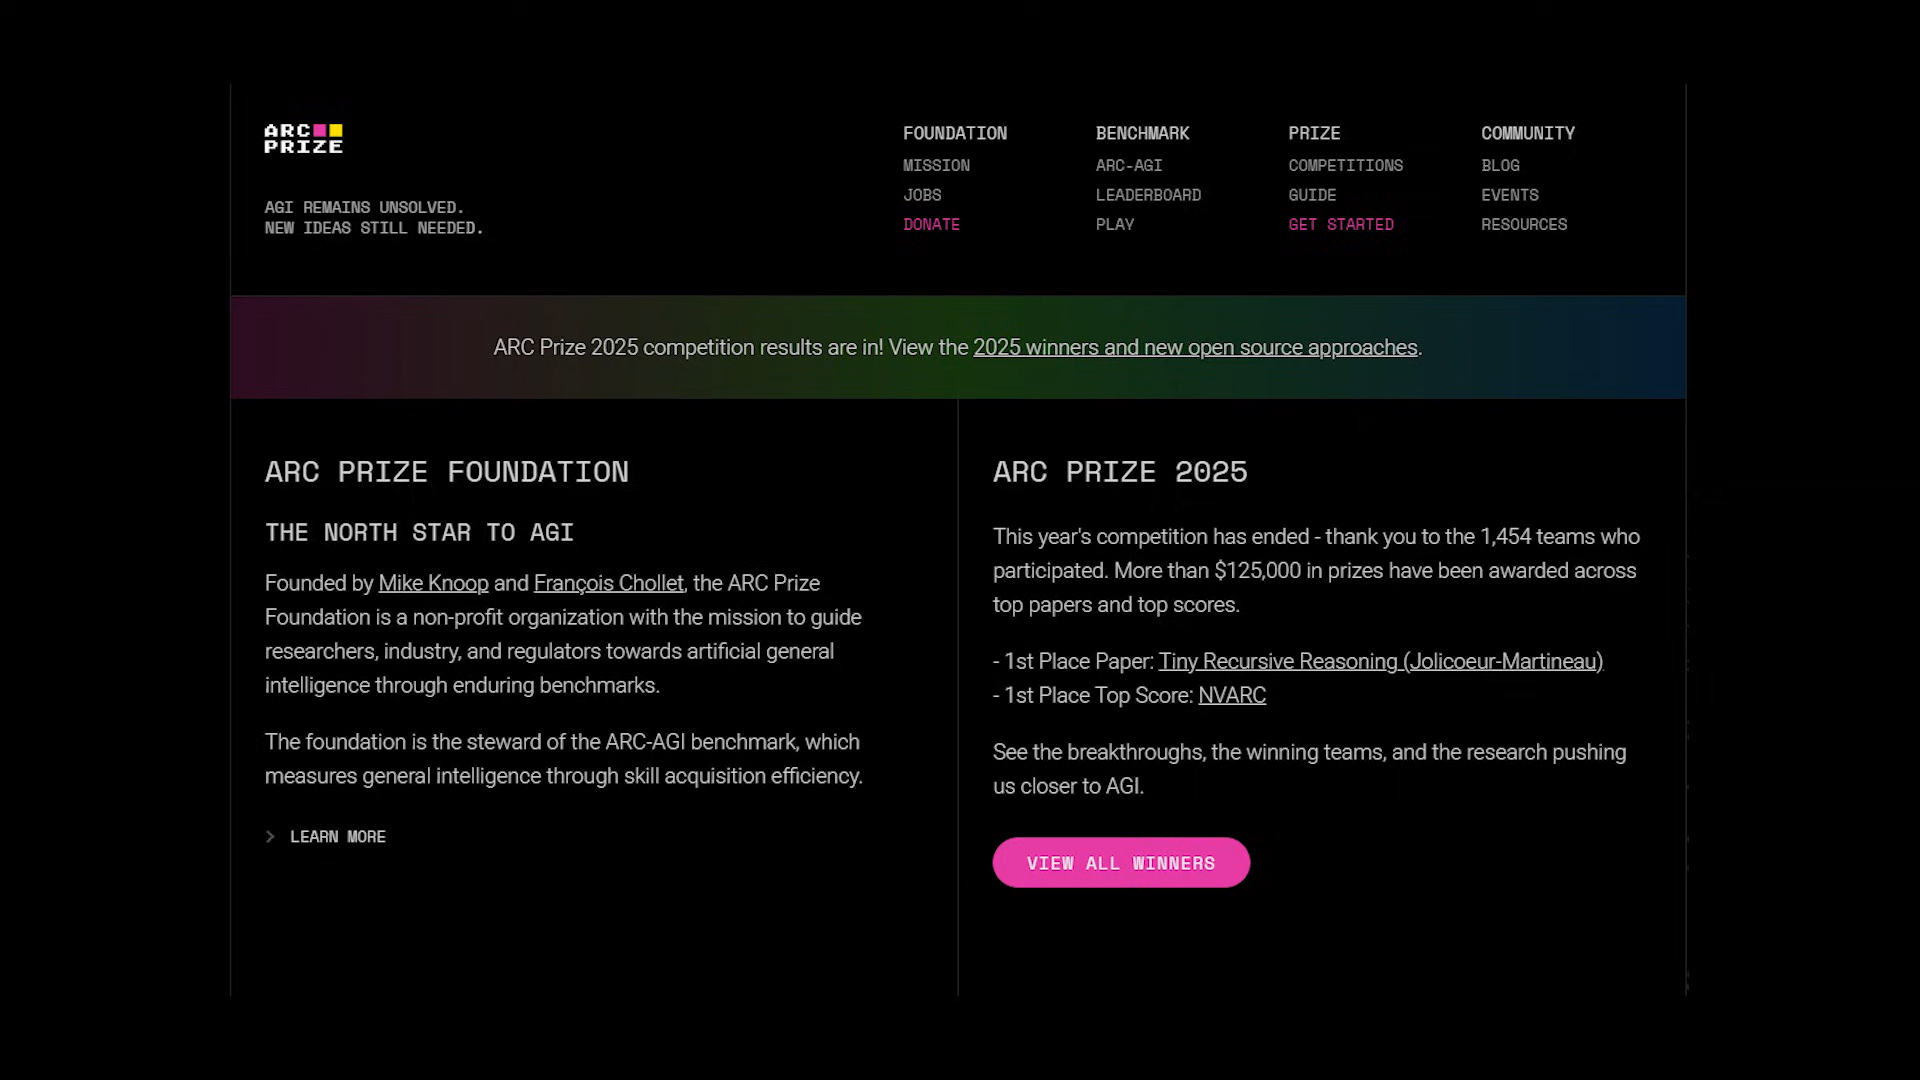 ARC
PRIZE
AGI REMAINS UNSOLVED.
NEW IDEAS STILL NEEDED.
FOUNDATION
MISSION
JOBS
DONATE
BENCHMARK
ARC-AGI
LEADERBOARD
PLAY
PRIZE
COMPETITIONS
GUIDE
GET STARTED
COMMUNITY
BLOG
EVENTS
RESOURCES
ARC Prize 2025 competition results are in! View the 2025 winners and new open source approaches.
ARC PRIZE FOUNDATION
THE NORTH STAR TO AGI
Founded by Mike Knoop and François Chollet, the ARC Prize
Foundation is a non-profit organization with the mission to guide
researchers, industry, and regulators towards artificial general
intelligence through enduring benchmarks.
The foundation is the steward of the ARC-AGI benchmark, which
measures general intelligence through skill acquisition efficiency.
> LEARN MORE
ARC PRIZE 2025
This year's competition has ended - thank you to the 1,454 teams who
participated. More than $125,000 in prizes have been awarded across
top papers and top scores.
- 1st Place Paper: Tiny Recursive Reasoning (Jolicoeur-Martineau)
- 1st Place Top Score: NVARC
See the breakthroughs, the winning teams, and the research pushing
us closer to AGI.
VIEW ALL WINNERS